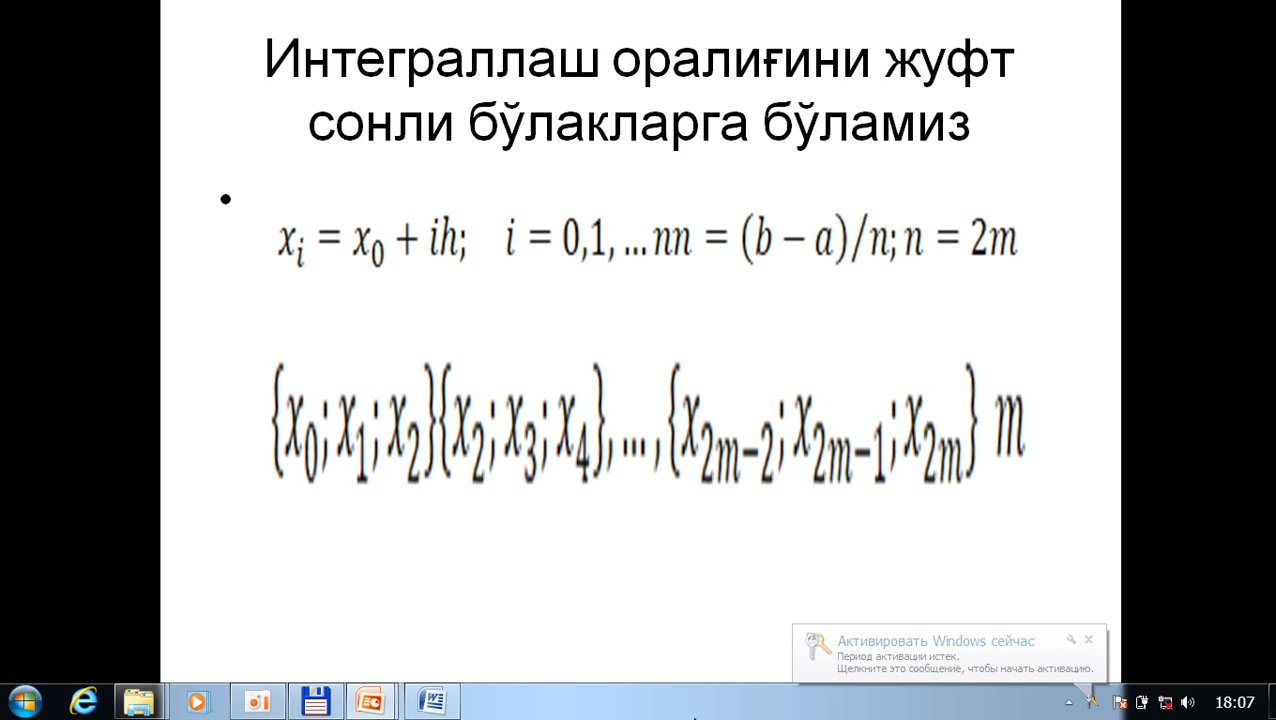 Интеграллаш оралиғини жуфт
сонли бўлакларга бўламиз
• xᵢ = x₀ + ih; i = 0,1, ... nn = (b − a)/n; n = 2m
{x₀; x₁; x₂}{x₂; x₃; x₄}, ..., {x₂ₘ₋₂; x₂ₘ₋₁; x₂ₘ} m
Активировать Windows сейчас
Период активации истек.
Щелкните это сообщение, чтобы начать активацию.
18:07